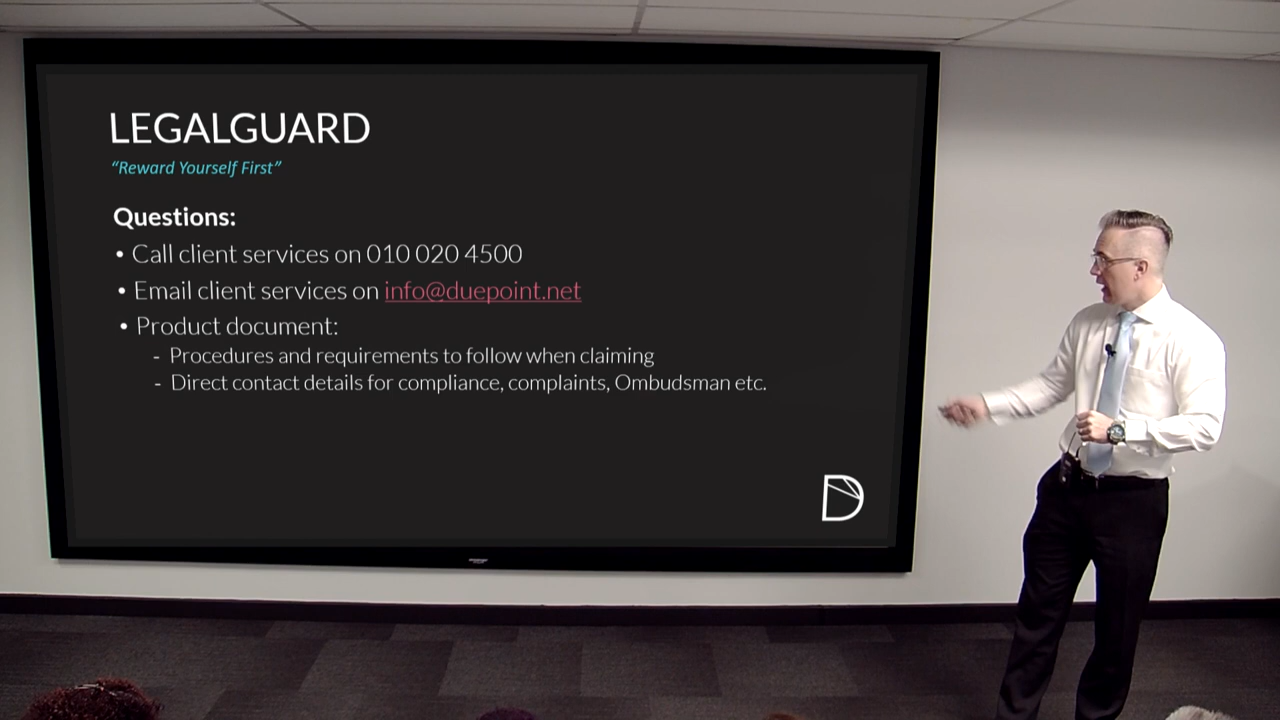 LEGALGUARD
“Reward Yourself First”
Questions:
• Call client services on 010 020 4500
• Email client services on info@duepoint.net
• Product document:
- Procedures and requirements to follow when claiming
- Direct contact details for compliance, complaints, Ombudsman etc.